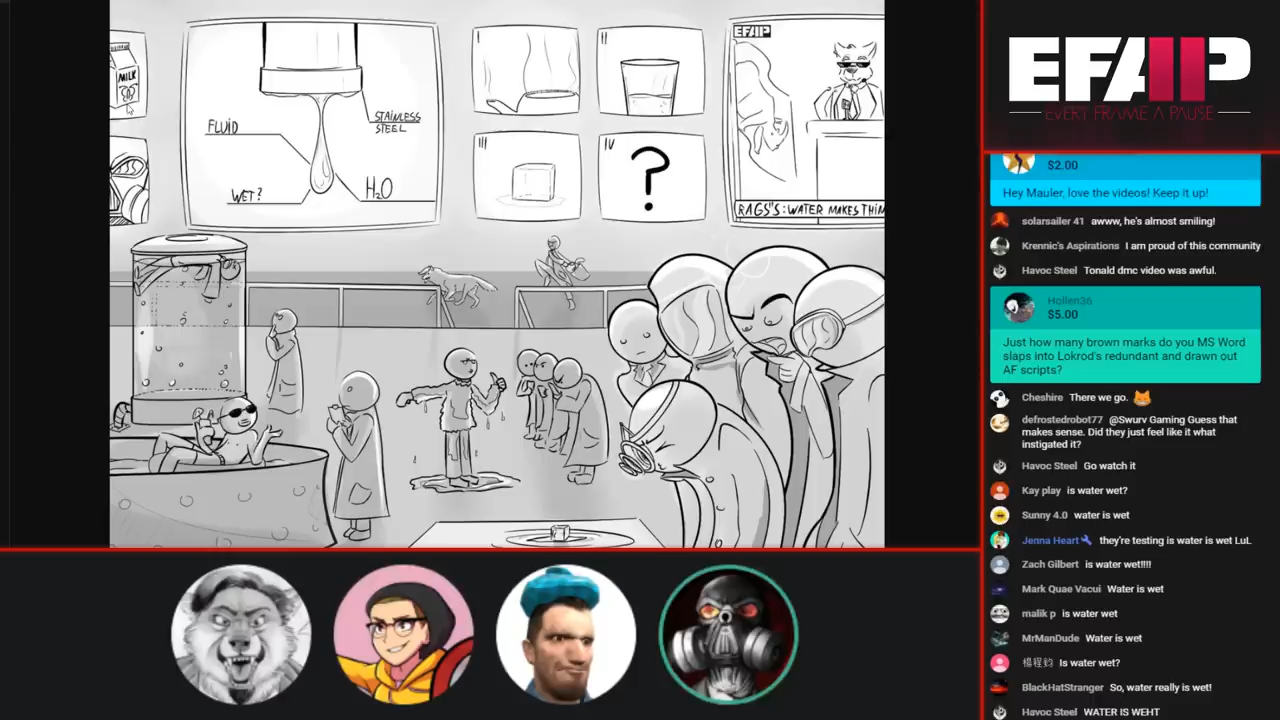 MILK
FLUID
WET?
STAINLESS
STEEL
H₂O
I
II
III
IV
?
EFAP
RAGS'S: WATER MAKES THIN
EFAP
EVERY FRAME A PAUSE
$2.00
Hey Mauler, love the videos! Keep it up!
solarsailer 41 awww, he's almost smiling!
Krennic's Aspirations I am proud of this community
Havoc Steel Tonald dmc video was awful.
Hollen36
$5.00
Just how many brown marks do you MS Word
slaps into Lokrod's redundant and drawn out
AF scripts?
Cheshire There we go.
defrostedrobot77 @Swurv Gaming Guess that
makes sense. Did they just feel like it what
instigated it?
Havoc Steel Go watch it
Kay play is water wet?
Sunny 4.0 water is wet
Jenna Heart they're testing is water is wet LuL
Zach Gilbert is water wet!!!!
Mark Quae Vacui Water is wet
malik p is water wet
MrManDude Water is wet
楊程鈞 Is water wet?
BlackHatStranger So, water really is wet!
Havoc Steel WATER IS WEHT